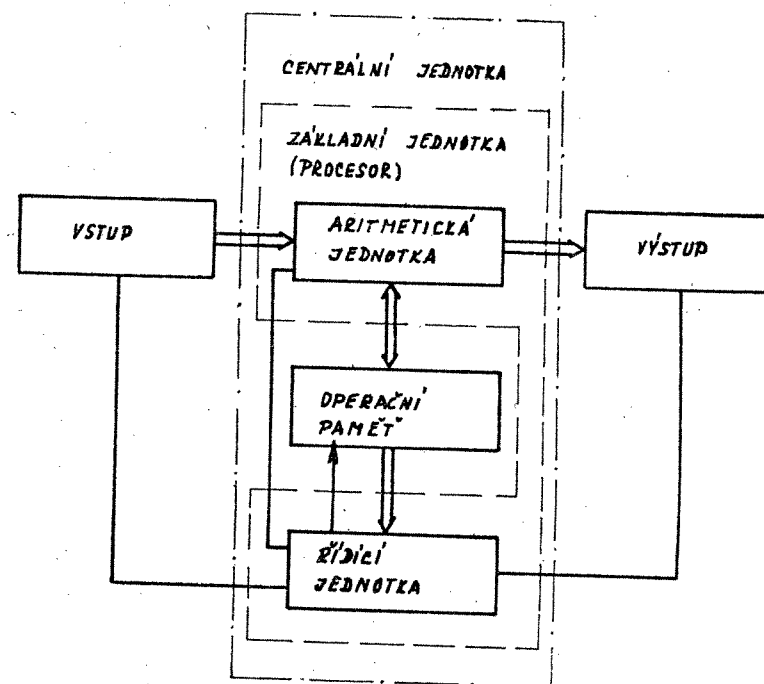 CENTRÁLNÍ JEDNOTKA
ZÁKLADNÍ JEDNOTKA
(PROCESOR)
VSTUP
ARITMETICKÁ
JEDNOTKA
VÝSTUP
OPERAČNÍ
PAMĚŤ
ŘÍDICÍ
JEDNOTKA